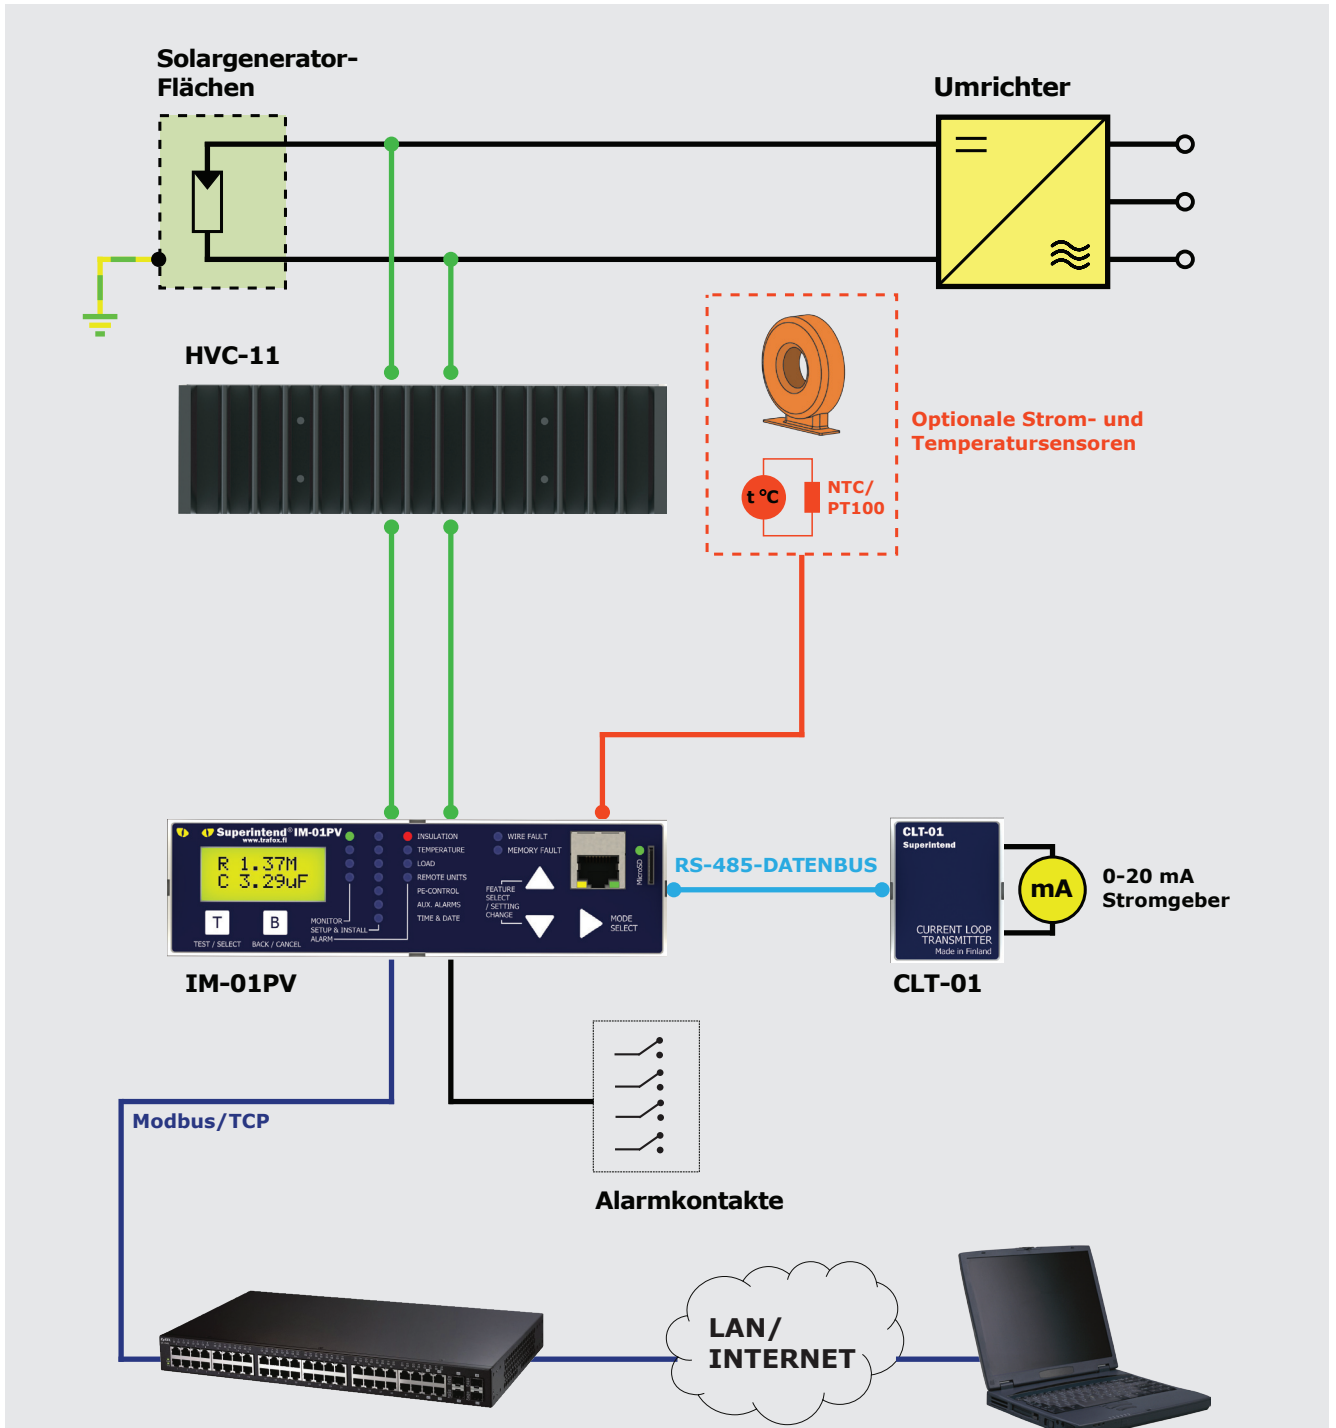 Solargenerator-
Flächen
Umrichter
HVC-11
Optionale Strom- und
Temperatursensoren
t °C
NTC/
PT100
Superintend® IM-01PV
www.trafox.fi
R 1.37M
C 3.29uF
T
B
TEST / SELECT
BACK / CANCEL
MONITOR
SETUP & INSTALL
ALARM
INSULATION
TEMPERATURE
LOAD
REMOTE UNITS
PE-CONTROL
AUX. ALARMS
TIME & DATE
WIRE FAULT
MEMORY FAULT
FEATURE
SELECT
/ SETTING
CHANGE
MODE
SELECT
MicroSD
RS-485-DATENBUS
CLT-01
Superintend
CURRENT LOOP
TRANSMITTER
Made in Finland
mA
0-20 mA
Stromgeber
IM-01PV
CLT-01
Modbus/TCP
Alarmkontakte
LAN/
INTERNET